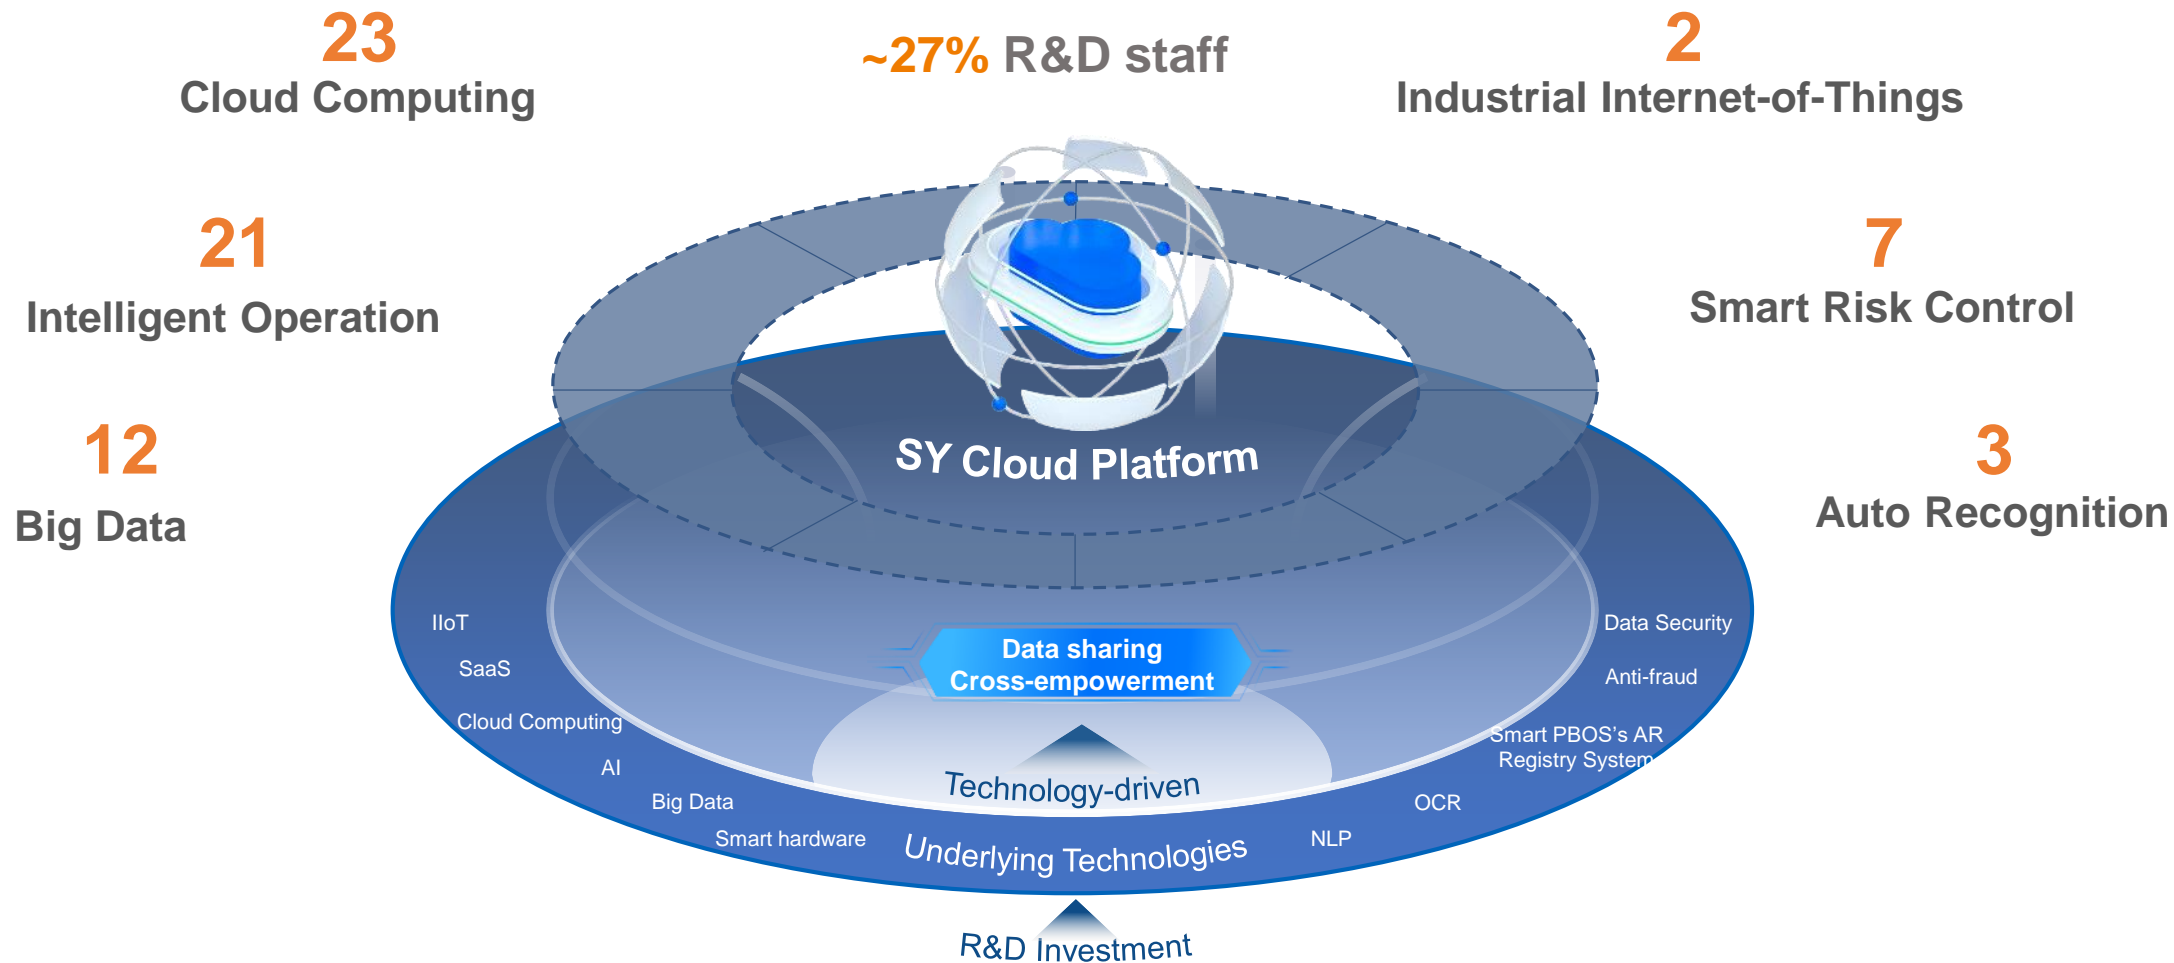 23
Cloud Computing
~27% R&D staff
2
Industrial Internet-of-Things
21
Intelligent Operation
7
Smart Risk Control
12
Big Data
3
Auto Recognition
SY Cloud Platform
Data sharing
Cross-empowerment
Technology-driven
IIoT
SaaS
Cloud Computing
AI
Big Data
Smart hardware
Underlying Technologies
NLP
OCR
Smart PBOS’s AR
Registry System
Anti-fraud
Data Security
R&D Investment